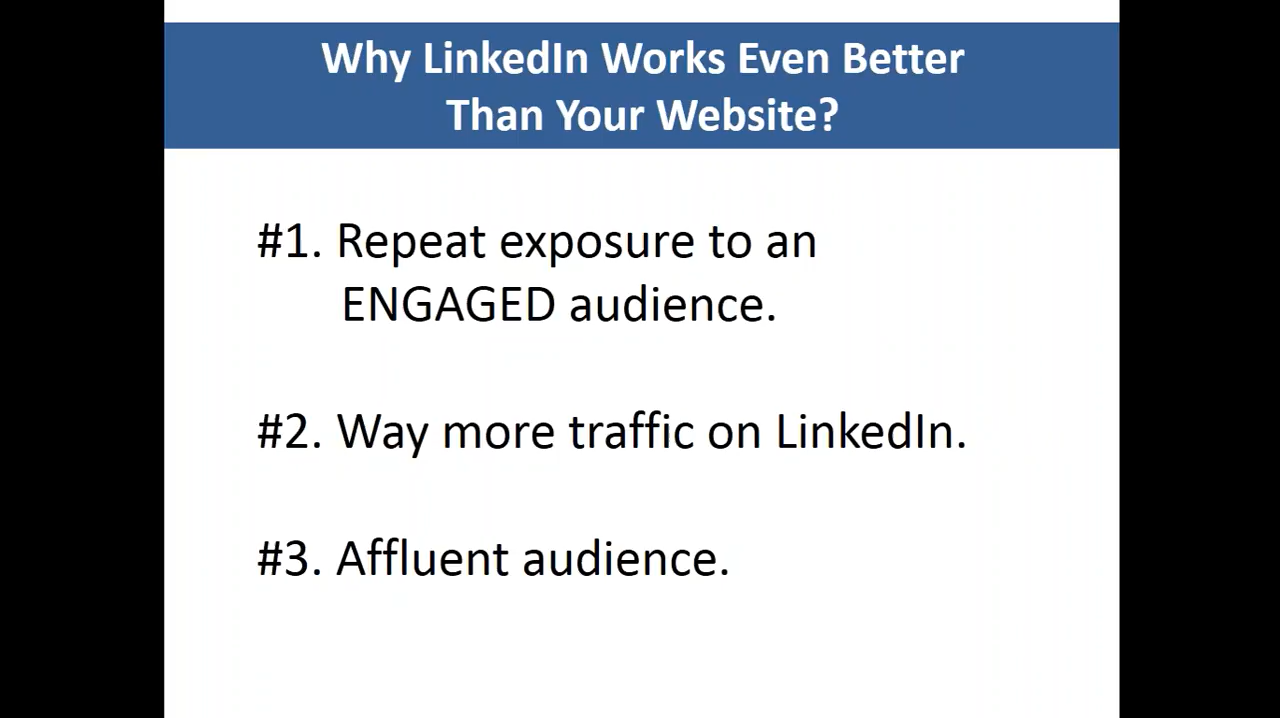 Why LinkedIn Works Even Better
Than Your Website?
#1. Repeat exposure to an
ENGAGED audience.
#2. Way more traffic on LinkedIn.
#3. Affluent audience.